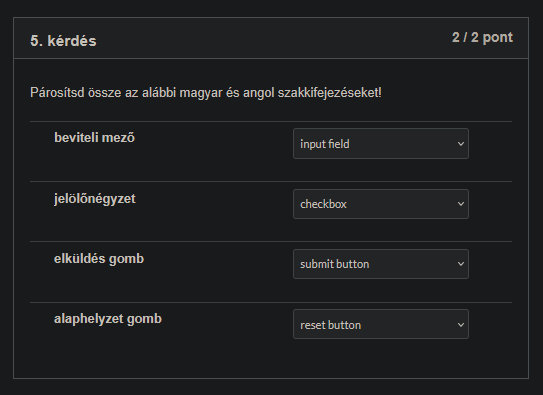 5. kérdés
2 / 2 pont
Párosítsd össze az alábbi magyar és angol szakkifejezéseket!
beviteli mező
input field
jelölőnégyzet
checkbox
elküldés gomb
submit button
alaphelyzet gomb
reset button